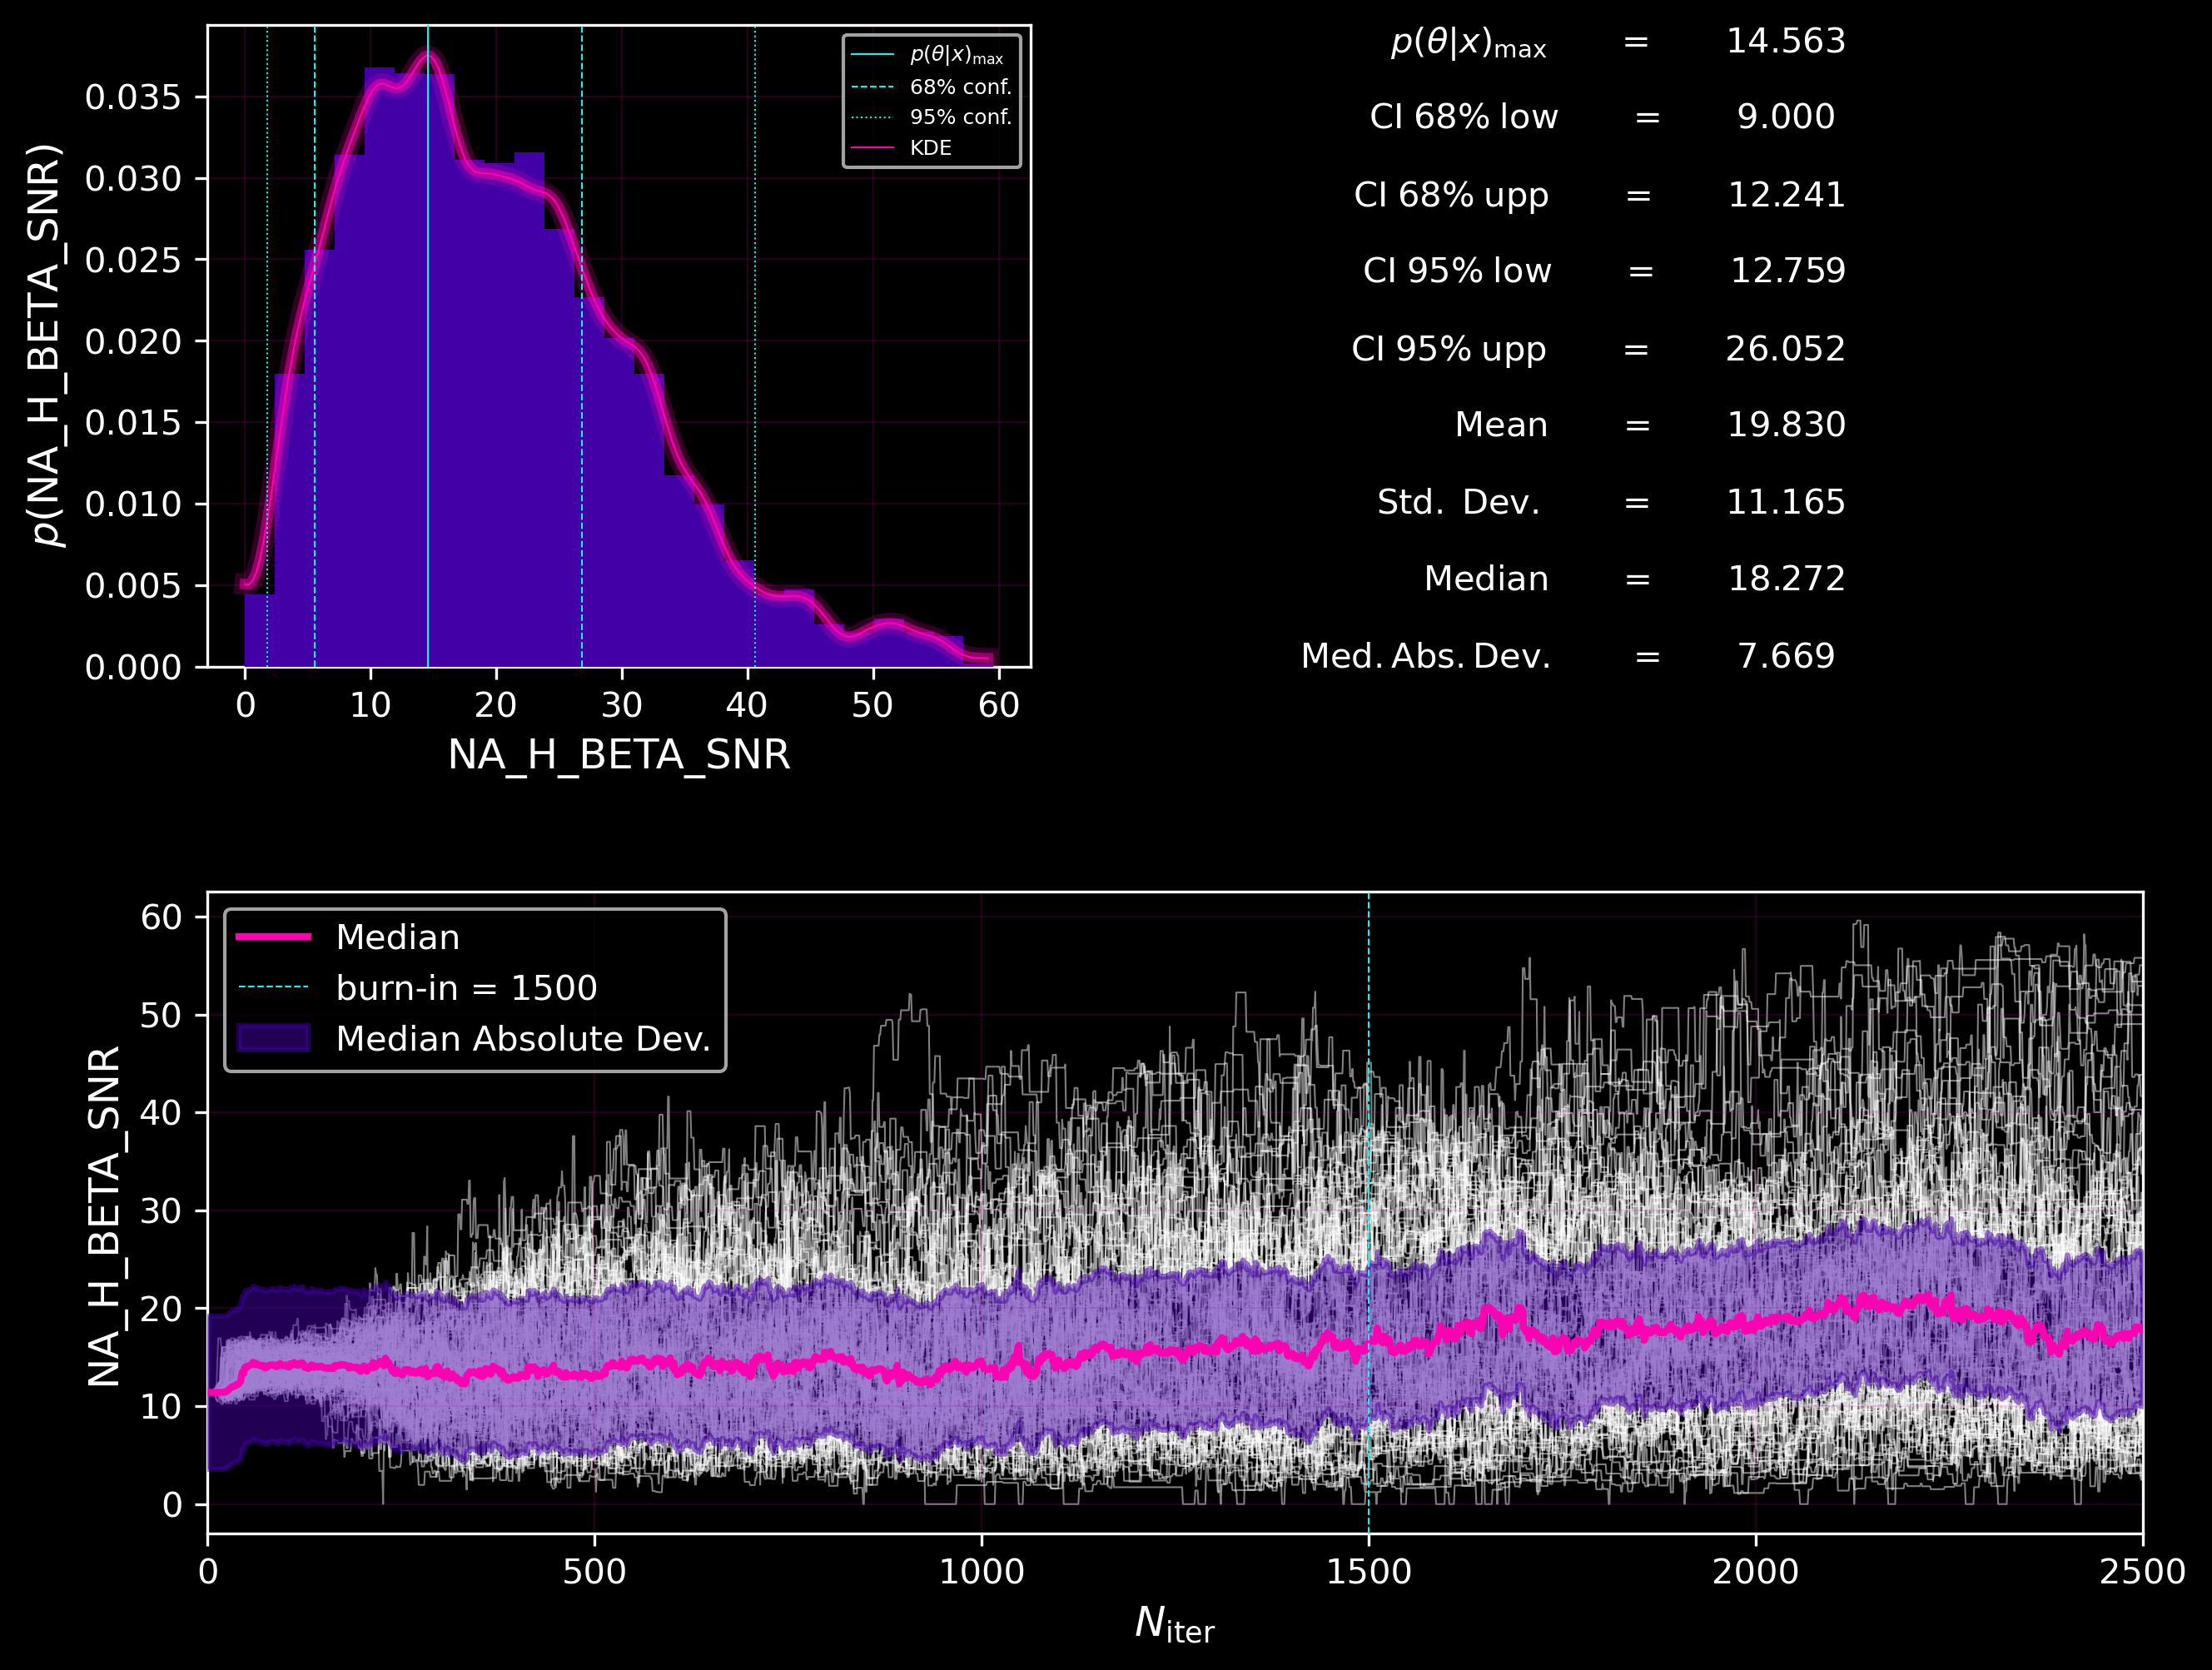 p(θ|x)max
68% conf.
95% conf.
KDE
0.035
0.030
0.025
0.020
0.015
0.010
0.005
0.000
p(NA_H_BETA_SNR)
0 10 20 30 40 50 60
NA_H_BETA_SNR
p(θ|x)max = 14.563
CI 68% low = 9.000
CI 68% upp = 12.241
CI 95% low = 12.759
CI 95% upp = 26.052
Mean = 19.830
Std. Dev. = 11.165
Median = 18.272
Med. Abs. Dev. = 7.669
Median
burn-in = 1500
Median Absolute Dev.
60
50
40
30
20
10
0
NA_H_BETA_SNR
0 500 1000 1500 2000 2500
Niter